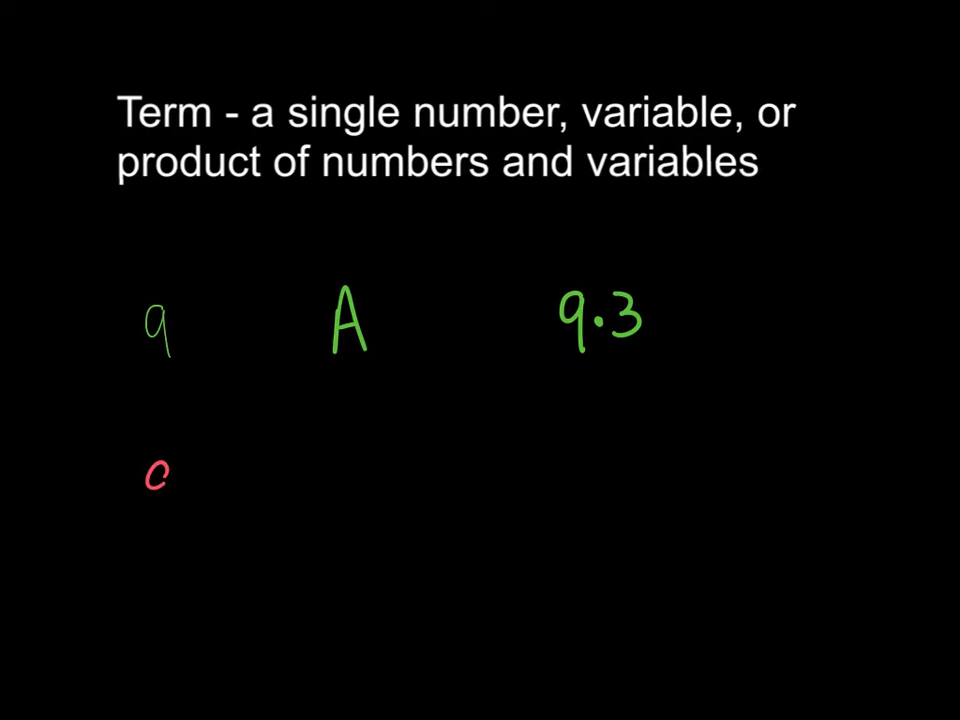 Term - a single number, variable, or
product of numbers and variables
9 A 9·3